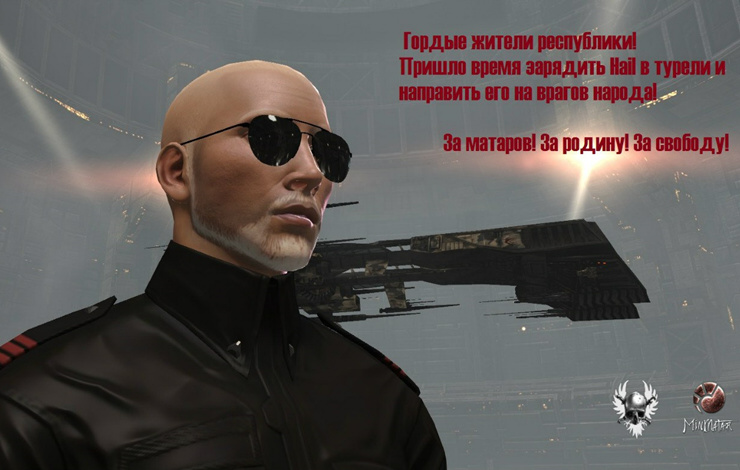 Гордые жители республики!
Пришло время зарядить Hail в турели и
направить его на врагов народа!
За матаров! За родину! За свободу!
MinMatar